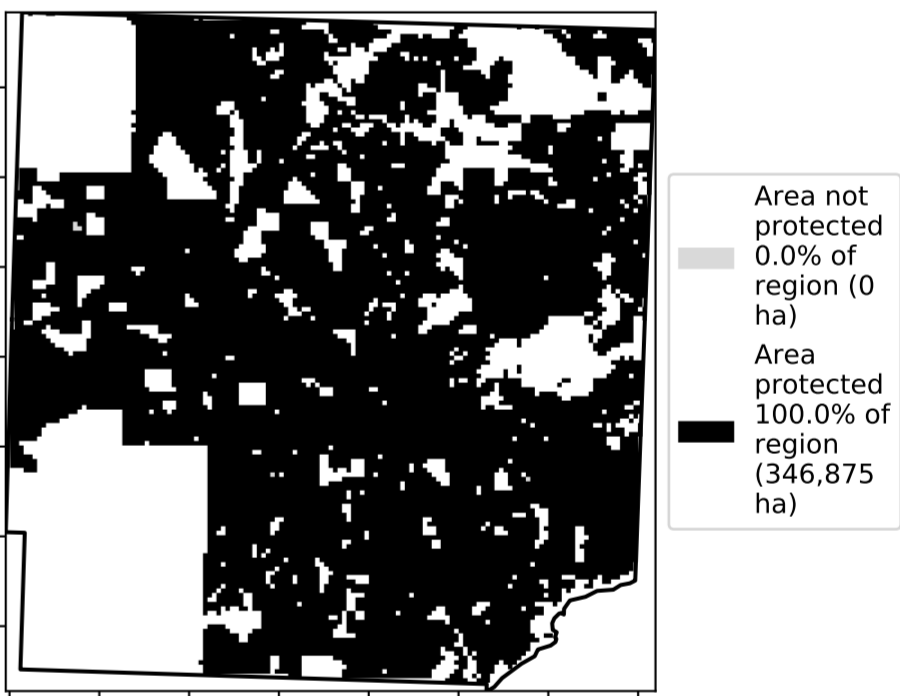 Area not
protected
0.0% of
region (0
ha)
Area
protected
100.0% of
region
(346,875
ha)